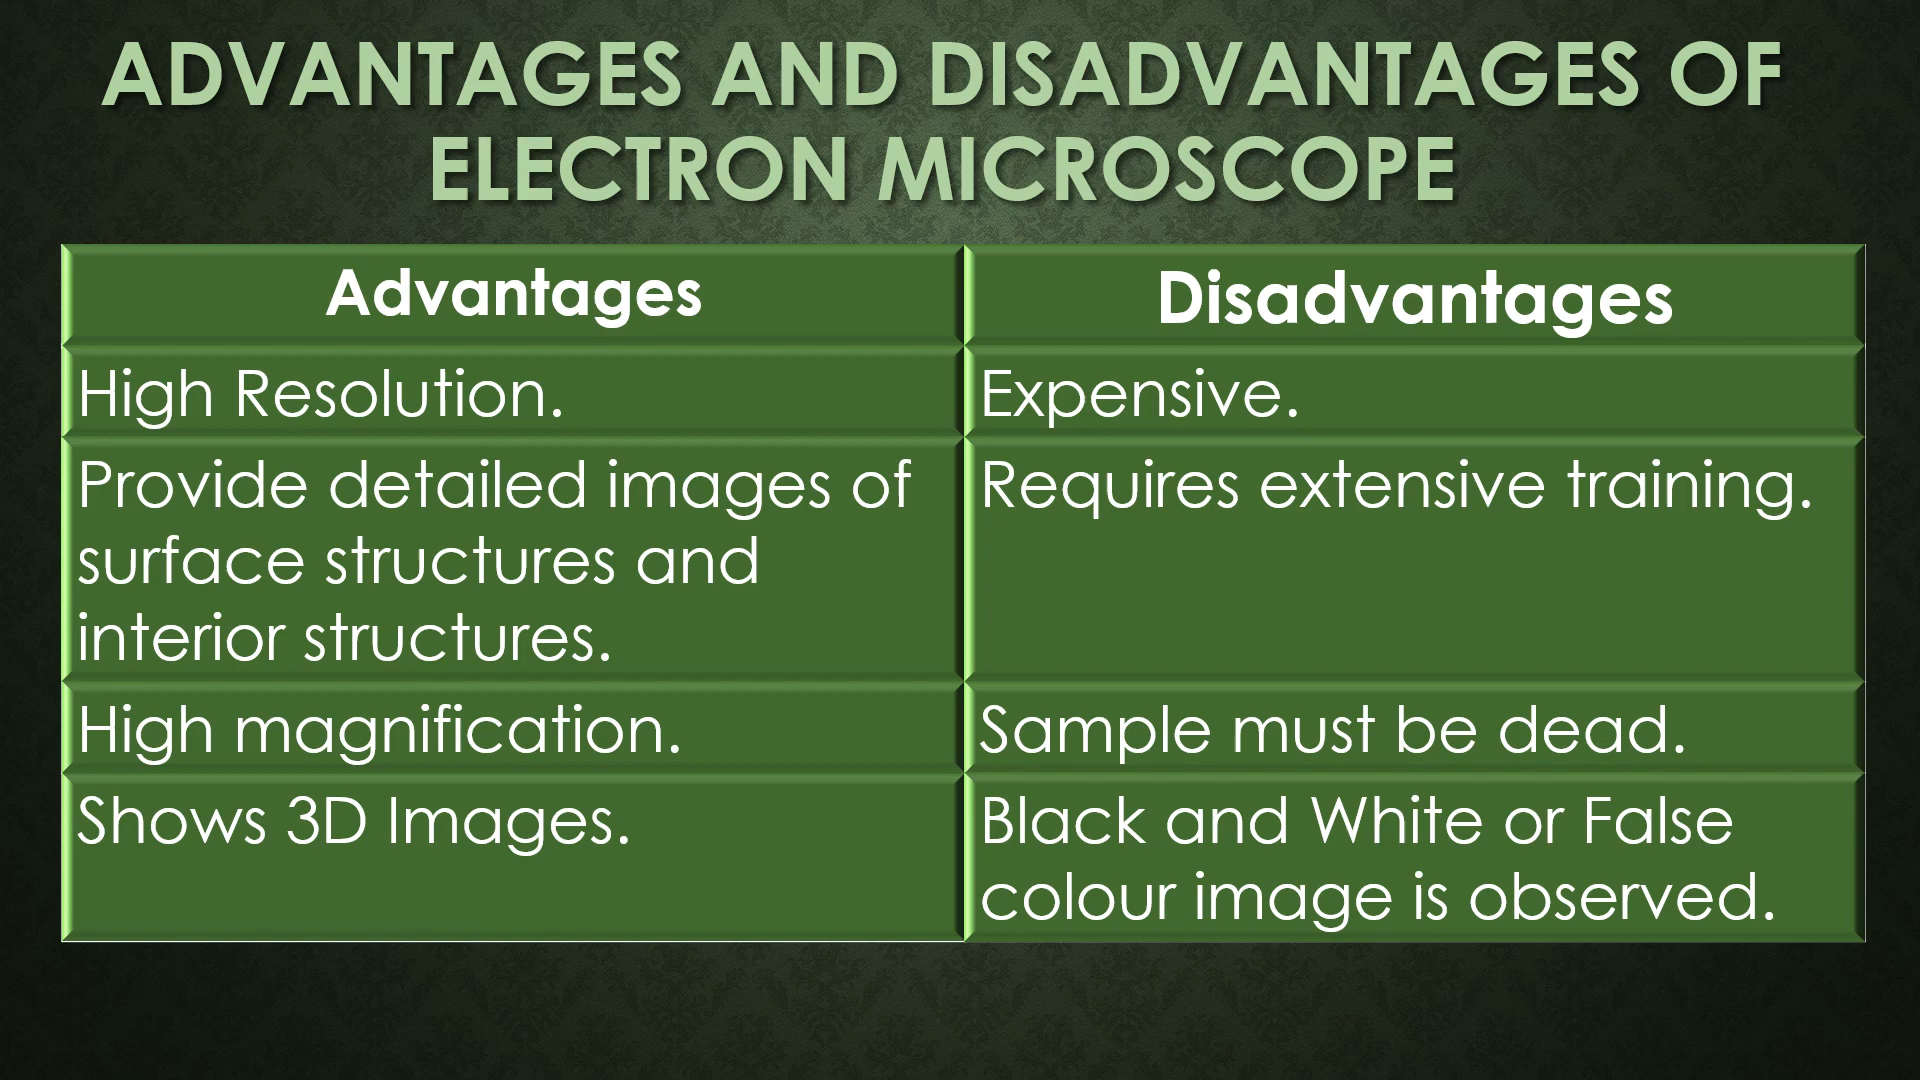 ADVANTAGES AND DISADVANTAGES OF
ELECTRON MICROSCOPE
Advantages
Disadvantages
High Resolution.
Expensive.
Provide detailed images of
surface structures and
interior structures.
Requires extensive training.
High magnification.
Sample must be dead.
Shows 3D Images.
Black and White or False
colour image is observed.